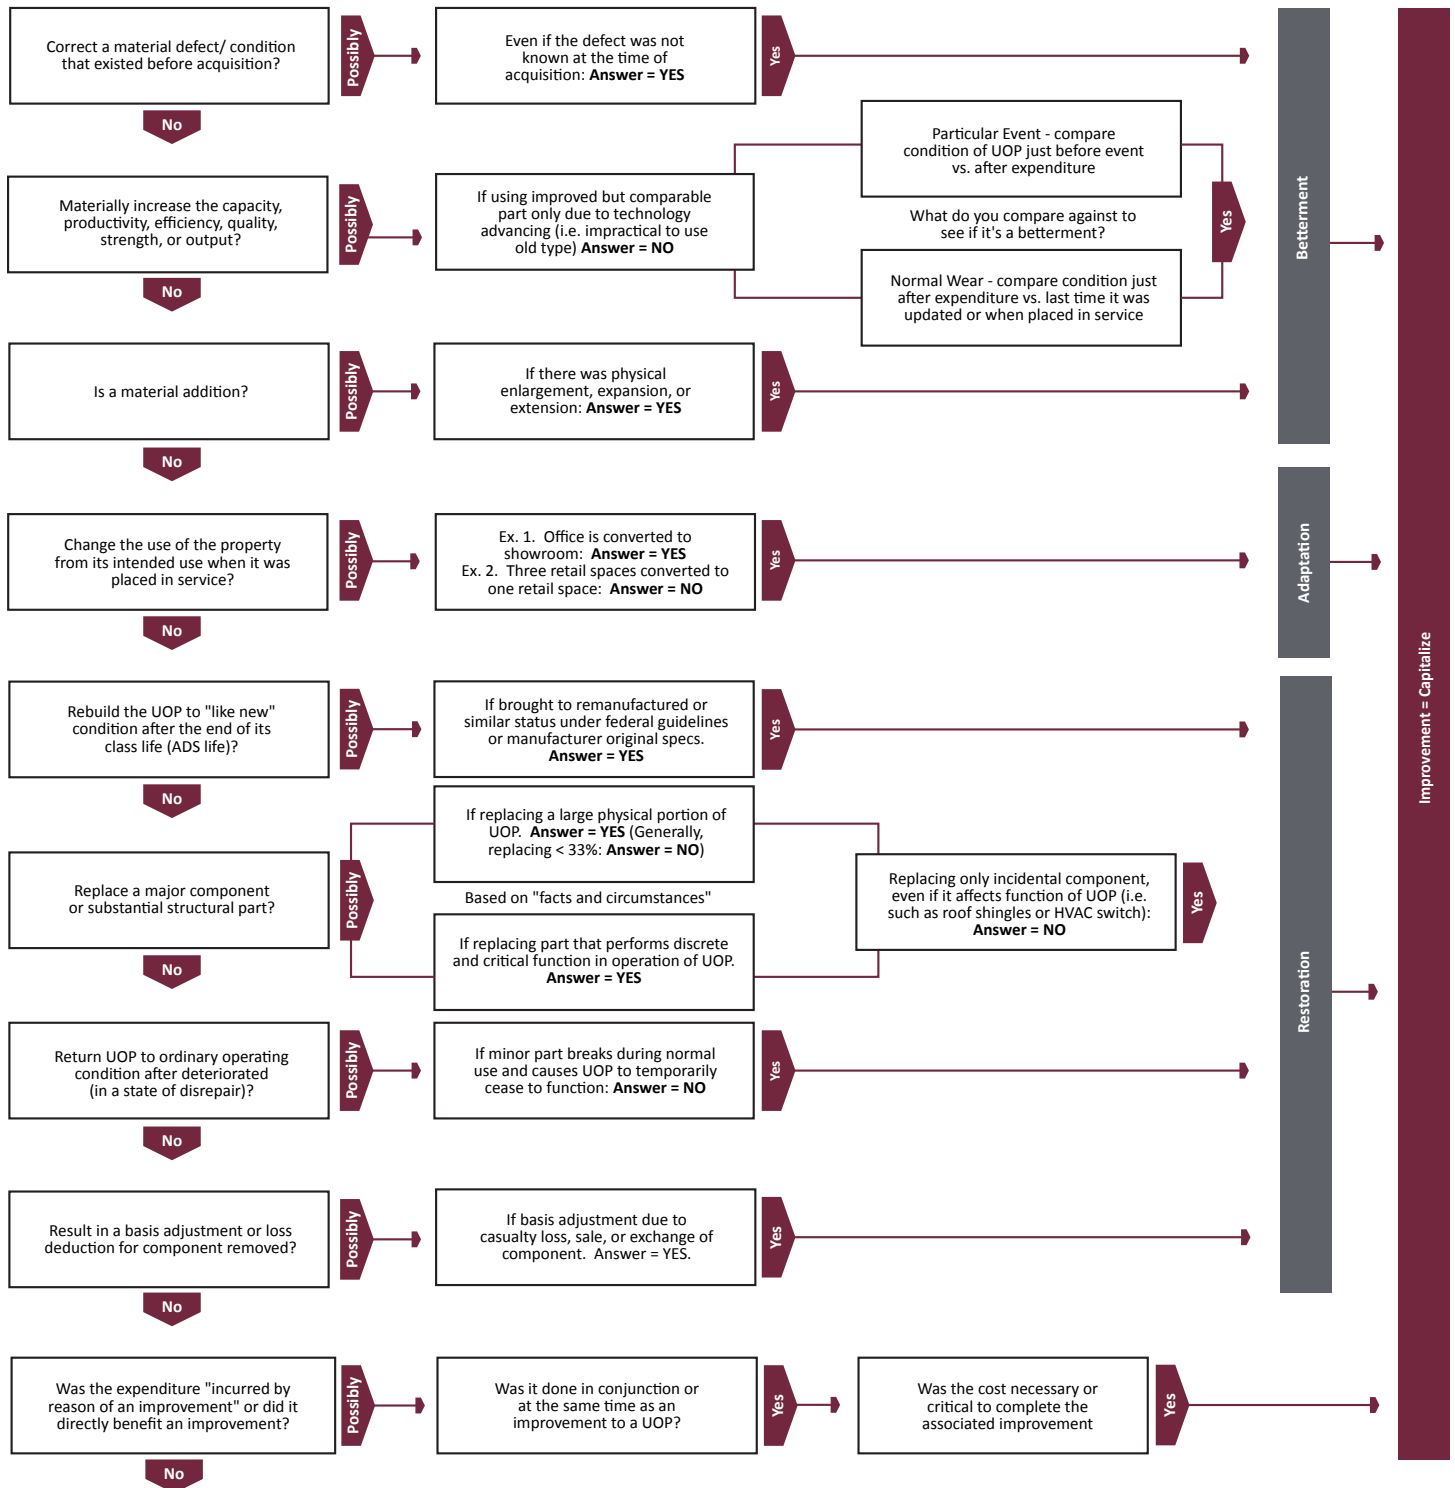 Correct a material defect/ condition
that existed before acquisition?
Possibly
Even if the defect was not
known at the time of
acquisition: Answer = YES
Yes
No
Materially increase the capacity,
productivity, efficiency, quality,
strength, or output?
Possibly
If using improved but comparable
part only due to technology
advancing (i.e. impractical to use
old type) Answer = NO
Particular Event - compare
condition of UOP just before event
vs. after expenditure
What do you compare against to
see if it's a betterment?
Normal Wear - compare condition just
after expenditure vs. last time it was
updated or when placed in service
Yes
No
Is a material addition?
Possibly
If there was physical
enlargement, expansion, or
extension: Answer = YES
Yes
Betterment
No
Change the use of the property
from its intended use when it was
placed in service?
Possibly
Ex. 1. Office is converted to
showroom: Answer = YES
Ex. 2. Three retail spaces converted to
one retail space: Answer = NO
Yes
Adaptation
No
Rebuild the UOP to "like new"
condition after the end of its
class life (ADS life)?
Possibly
If brought to remanufactured or
similar status under federal guidelines
or manufacturer original specs.
Answer = YES
Yes
No
Replace a major component
or substantial structural part?
Possibly
If replacing a large physical portion of
UOP. Answer = YES (Generally,
replacing < 33%: Answer = NO)
Based on "facts and circumstances"
If replacing part that performs discrete
and critical function in operation of UOP.
Answer = YES
Replacing only incidental component,
even if it affects function of UOP (i.e.
such as roof shingles or HVAC switch):
Answer = NO
Yes
No
Return UOP to ordinary operating
condition after deteriorated
(in a state of disrepair)?
Possibly
If minor part breaks during normal
use and causes UOP to temporarily
cease to function: Answer = NO
Yes
No
Result in a basis adjustment or loss
deduction for component removed?
Possibly
If basis adjustment due to
casualty loss, sale, or exchange of
component. Answer = YES.
Yes
Restoration
No
Was the expenditure "incurred by
reason of an improvement" or did it
directly benefit an improvement?
Possibly
Was it done in conjunction or
at the same time as an
improvement to a UOP?
Yes
Was the cost necessary or
critical to complete the
associated improvement
Yes
Improvement = Capitalize
No